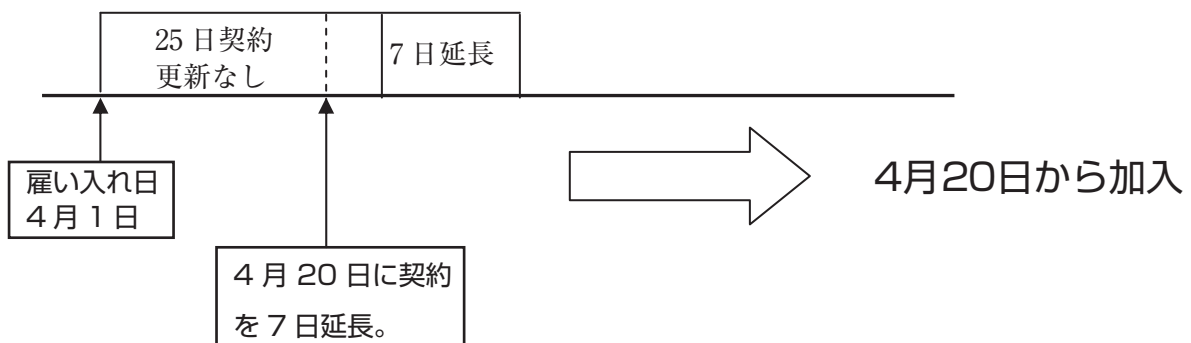 25日契約
更新なし
7日延長
雇い入れ日
4月1日
4月20日に契約
を7日延長。
4月20日から加入